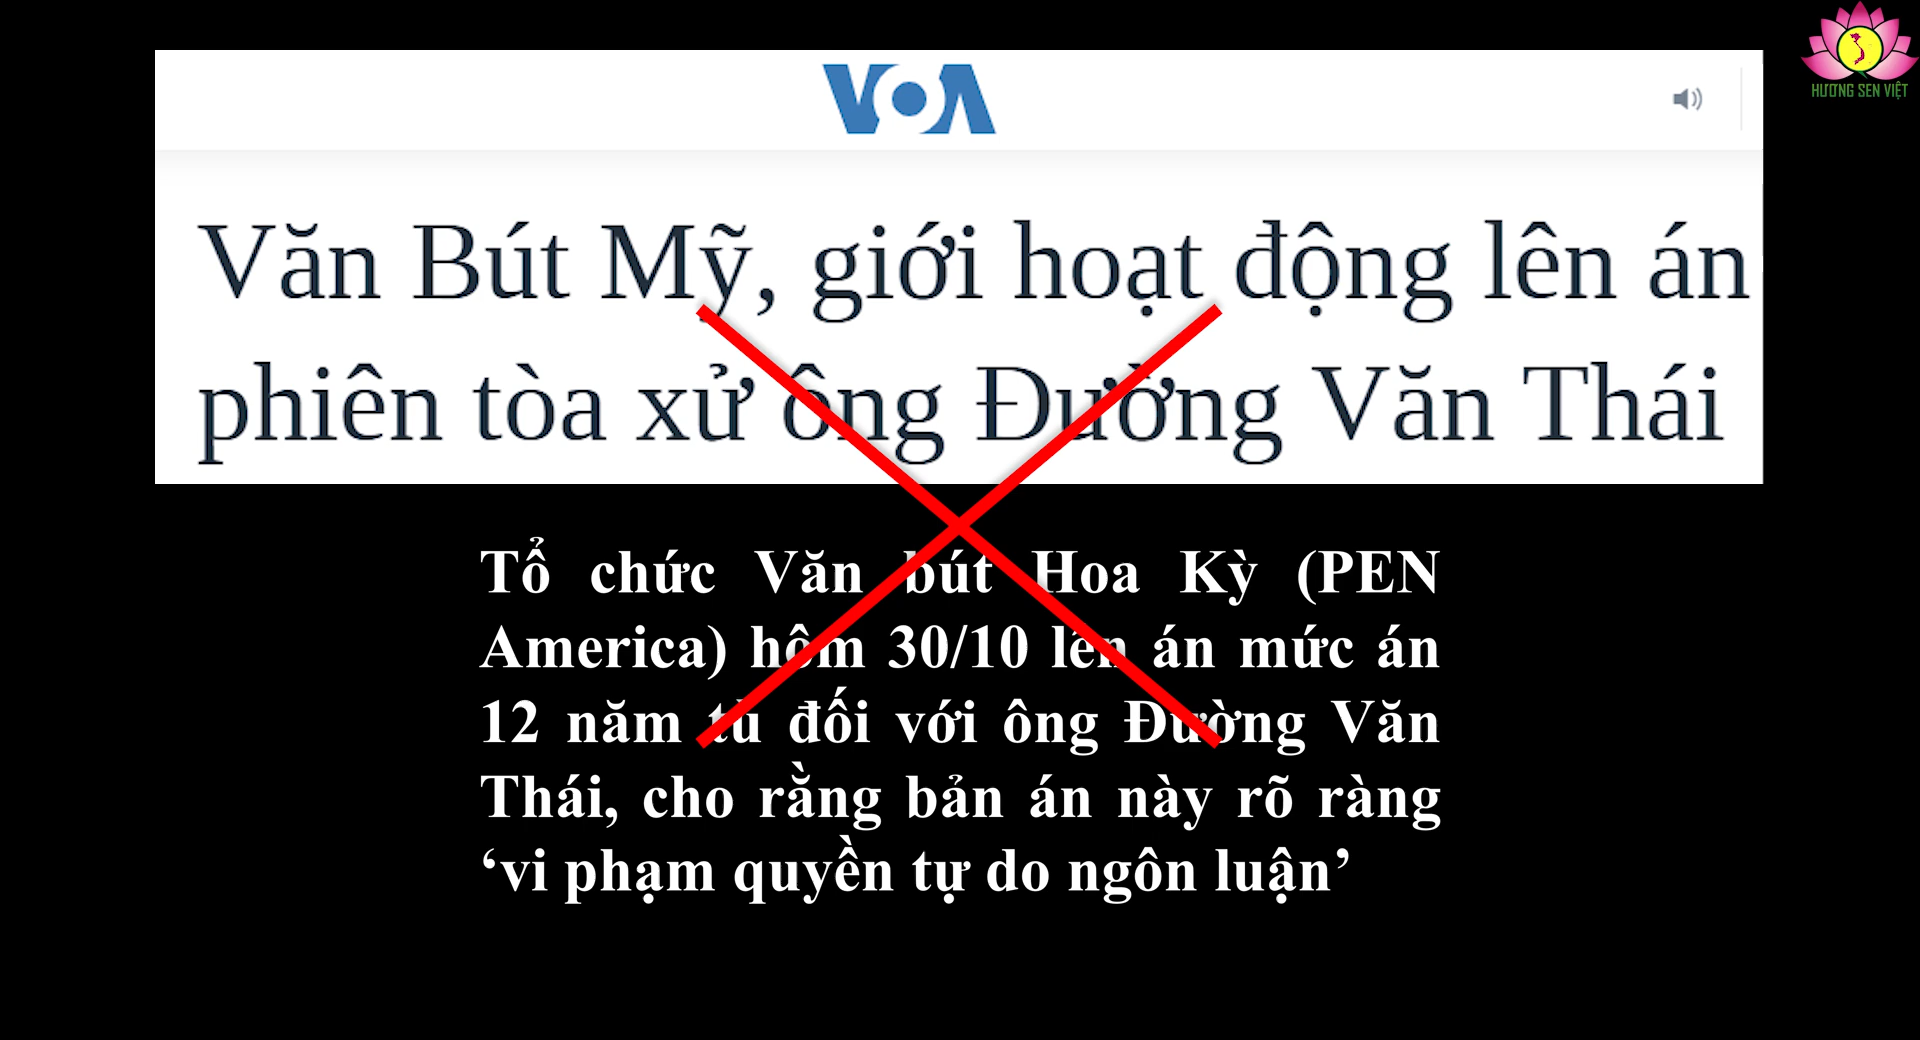 VOA
HƯƠNG SEN VIỆT
Văn Bút Mỹ, giới hoạt động lên án
phiên tòa xử ông Đường Văn Thái
Tổ chức Văn bút Hoa Kỳ (PEN
America) hôm 30/10 lên án mức án
12 năm tù đối với ông Đường Văn
Thái, cho rằng bản án này rõ ràng
‘vi phạm quyền tự do ngôn luận’